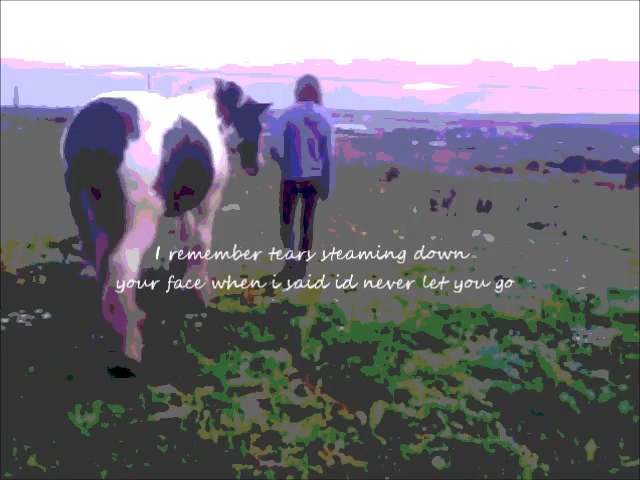 I remember tears steaming down
your face when i said id never let you go